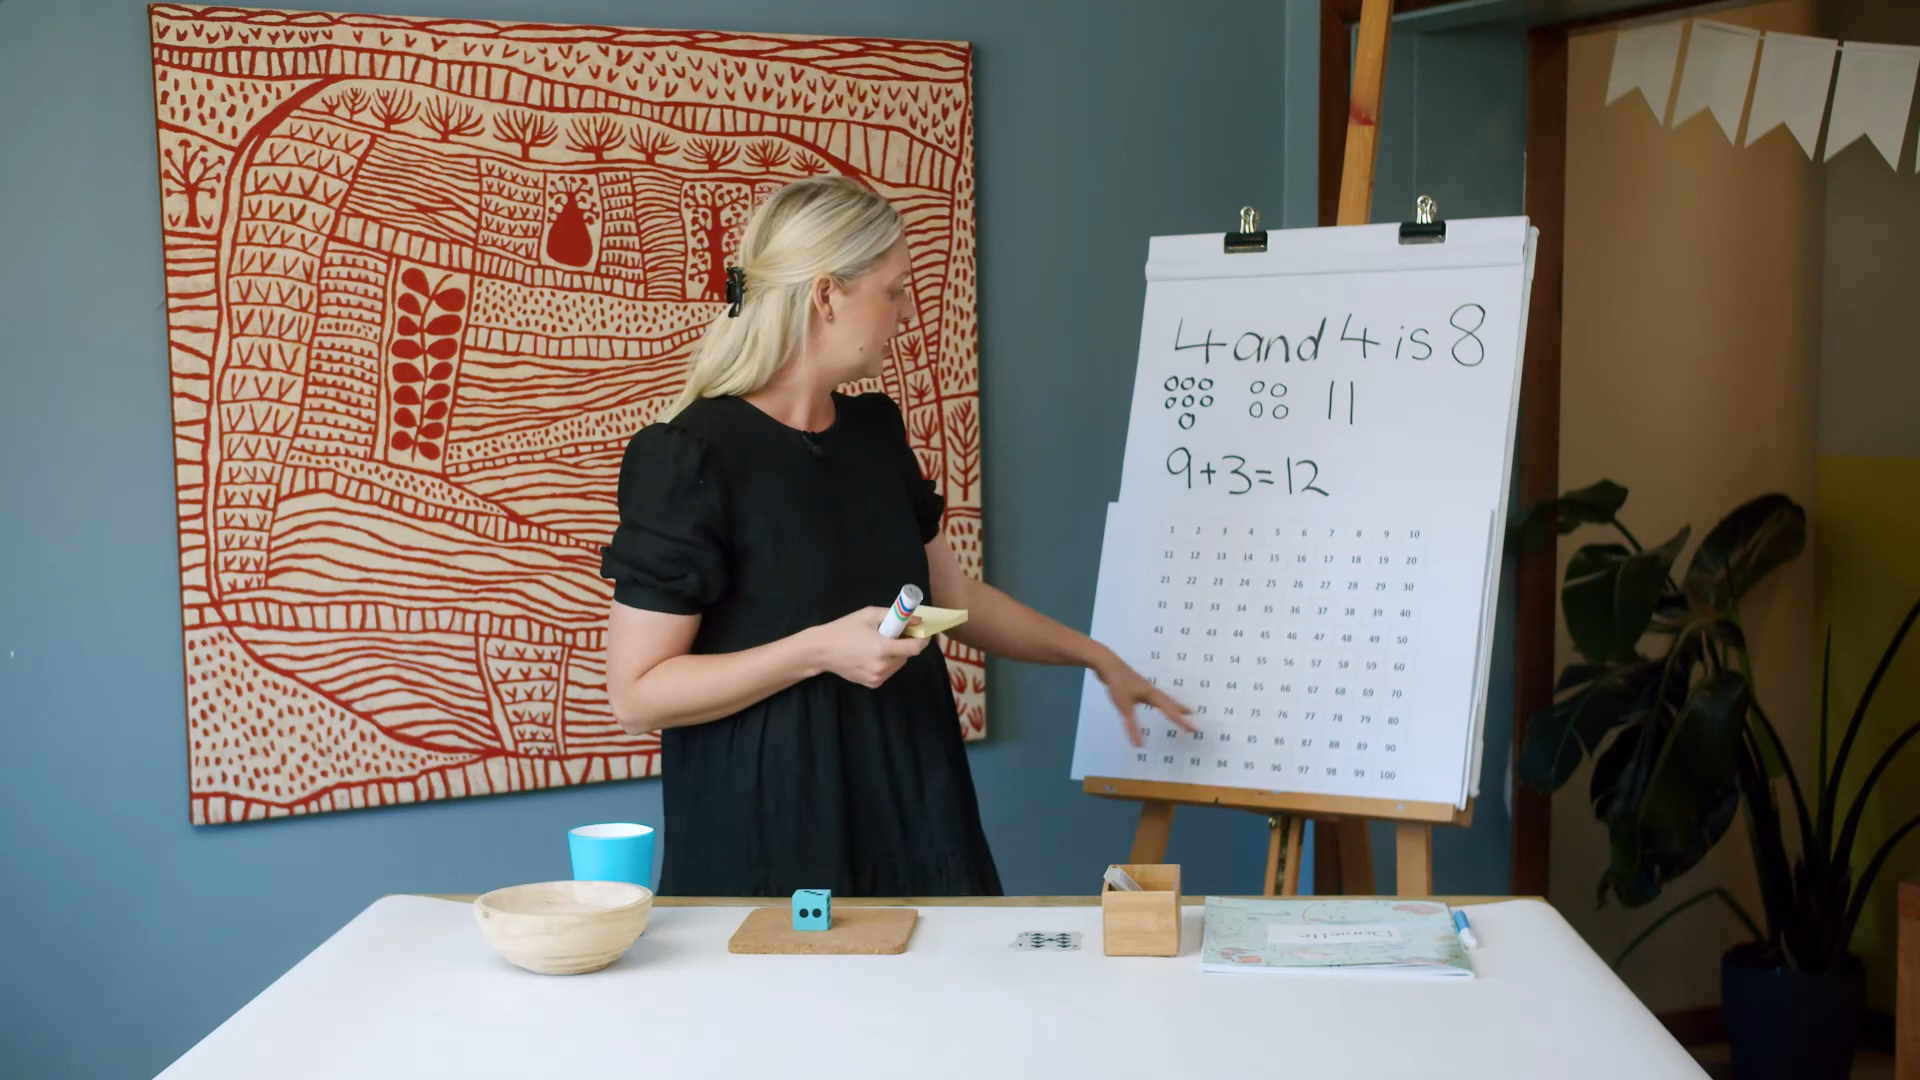 4 and 4 is 8
11
9+3=12
1 2 3 4 5 6 7 8 9 10
11 12 13 14 15 16 17 18 19 20
21 22 23 24 25 26 27 28 29 30
31 32 33 34 35 36 37 38 39 40
41 42 43 44 45 46 47 48 49 50
51 52 53 54 55 56 57 58 59 60
62 63 64 65 66 67 68 69 70
73 74 75 76 77 78 79 80
82 83 84 85 86 87 88 89 90
91 92 93 94 95 96 97 98 99 100
Danielle